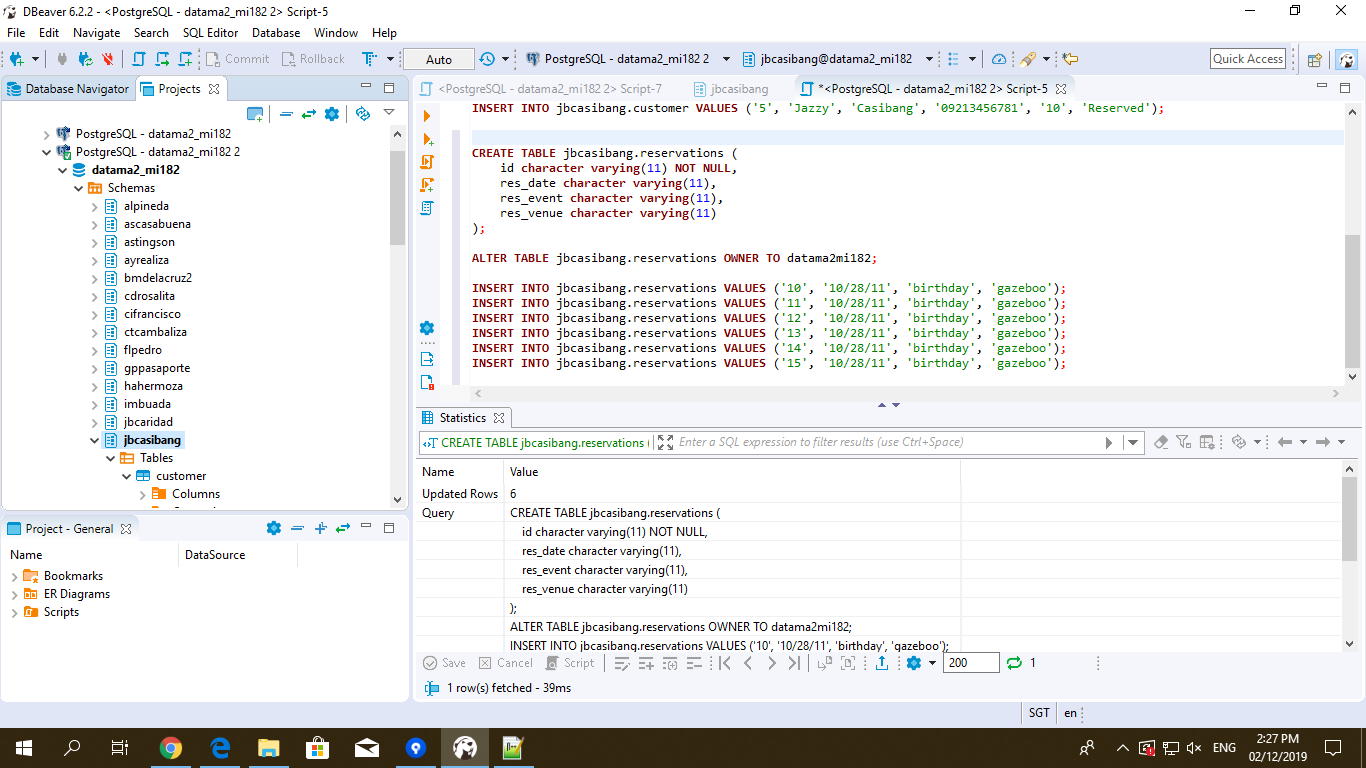 DBeaver 6.2.2 - <PostgreSQL - datama2_mi182 2> Script-5
File Edit Navigate Search SQL Editor Database Window Help
Commit Rollback Auto PostgreSQL - datama2_mi182 2 jbcasibang@datama2_mi182 Quick Access
Database Navigator Projects
PostgreSQL - datama2_mi182
PostgreSQL - datama2_mi182 2
datama2_mi182
Schemas
alpineda
ascasabuena
astingson
ayrealiza
bmdelacruz2
cdrosalita
cifrancisco
ctcambaliza
flpedro
gppasaporte
hahermoza
imbuada
jbcaridad
jbcasibang
Tables
customer
Columns
Project - General
Name DataSource
Bookmarks
ER Diagrams
Scripts
<PostgreSQL - datama2_mi182 2> Script-7 jbcasibang *<PostgreSQL - datama2_mi182 2> Script-5
INSERT INTO jbcasibang.customer VALUES ('5', 'Jazzy', 'Casibang', '09213456781', '10', 'Reserved');
CREATE TABLE jbcasibang.reservations (
id character varying(11) NOT NULL,
res_date character varying(11),
res_event character varying(11),
res_venue character varying(11)
);
ALTER TABLE jbcasibang.reservations OWNER TO datama2mi182;
INSERT INTO jbcasibang.reservations VALUES ('10', '10/28/11', 'birthday', 'gazeboo');
INSERT INTO jbcasibang.reservations VALUES ('11', '10/28/11', 'birthday', 'gazeboo');
INSERT INTO jbcasibang.reservations VALUES ('12', '10/28/11', 'birthday', 'gazeboo');
INSERT INTO jbcasibang.reservations VALUES ('13', '10/28/11', 'birthday', 'gazeboo');
INSERT INTO jbcasibang.reservations VALUES ('14', '10/28/11', 'birthday', 'gazeboo');
INSERT INTO jbcasibang.reservations VALUES ('15', '10/28/11', 'birthday', 'gazeboo');
Statistics
CREATE TABLE jbcasibang.reservations ( Enter a SQL expression to filter results (use Ctrl+Space)
Name Value
Updated Rows 6
Query CREATE TABLE jbcasibang.reservations (
id character varying(11) NOT NULL,
res_date character varying(11),
res_event character varying(11),
res_venue character varying(11)
);
ALTER TABLE jbcasibang.reservations OWNER TO datama2mi182;
INSERT INTO jbcasibang.reservations VALUES ('10', '10/28/11', 'birthday', 'gazeboo');
Save Cancel Script 200 1
1 row(s) fetched - 39ms
SGT en
ENG 2:27 PM
02/12/2019